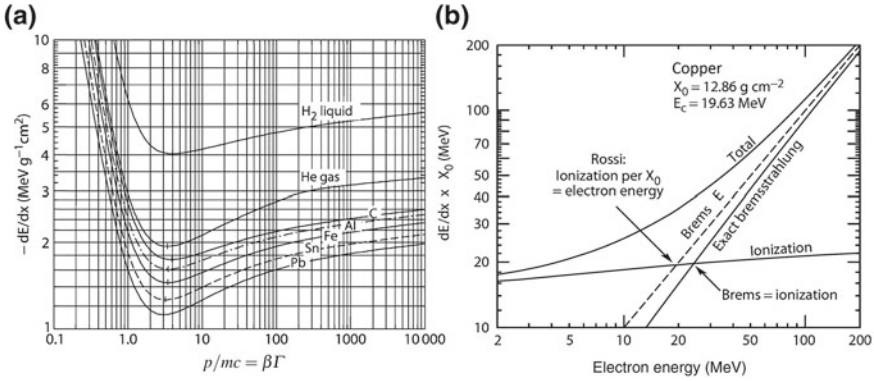 (a)
10
5
4
3
2
1
0.1
1.0
10
100
1000
10 000
−dE/dx (MeV g⁻¹cm²)
H₂ liquid
He gas
C
Al
Fe
Sn
Pb
p/mc = βΓ
(b)
200
100
50
40
30
20
10
2
5
10
20
50
100
200
dE/dx x X₀ (MeV)
Copper
X₀ = 12.86 g cm⁻²
E_c = 19.63 MeV
Rossi:
Ionization per X₀
= electron energy
Total
Brems E
Exact bremsstrahlung
Ionization
Brems = ionization
Electron energy (MeV)